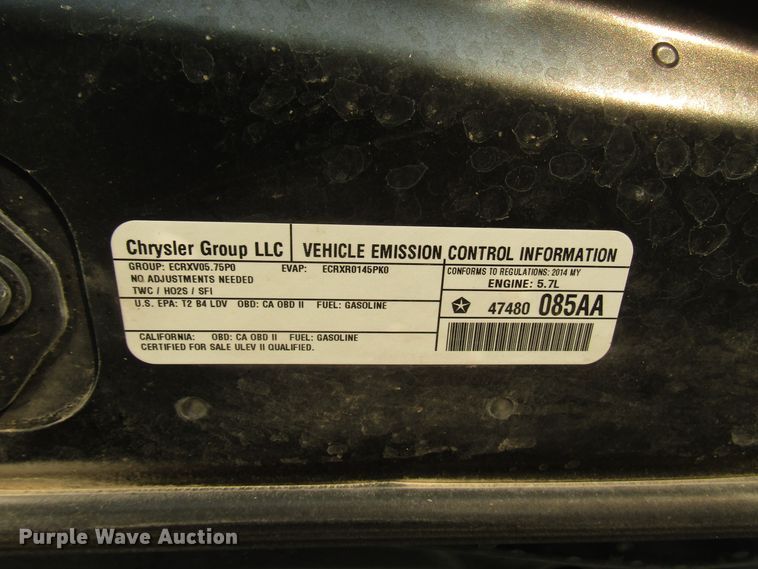 Chrysler Group LLC
VEHICLE EMISSION CONTROL INFORMATION
GROUP: ECRXV05.75P0 EVAP: ECRXR0145PK0
NO ADJUSTMENTS NEEDED
TWC / HO2S / SFI
CONFORMS TO REGULATIONS: 2014 MY
ENGINE: 5.7L
U.S. EPA: T2 B4 LDV OBD: CA OBD II FUEL: GASOLINE
47480 085AA
CALIFORNIA: OBD: CA OBD II FUEL: GASOLINE
CERTIFIED FOR SALE ULEV II QUALIFIED.
Purple Wave Auction